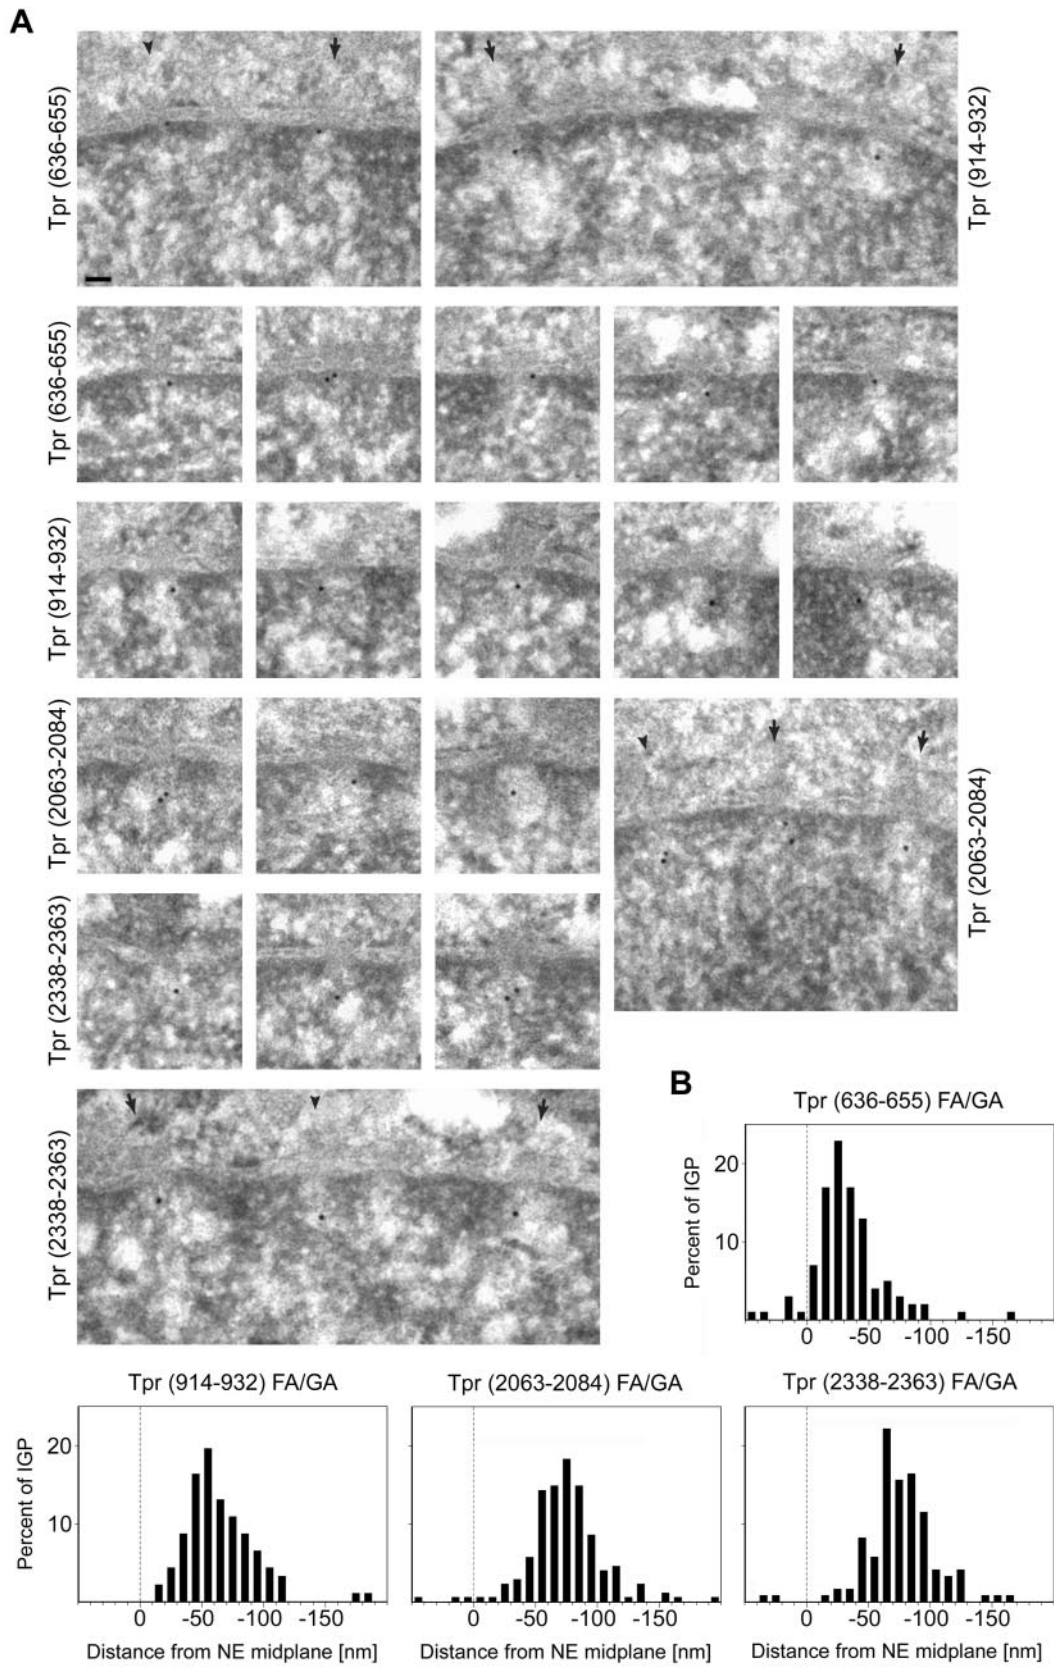 A
Tpr (636-655)
Tpr (914-932)
Tpr (636-655)
Tpr (914-932)
Tpr (2063-2084)
Tpr (2063-2084)
Tpr (2338-2363)
Tpr (2338-2363)
B
Tpr (636-655) FA/GA
Percent of IGP
20
10
0 -50 -100 -150
Tpr (914-932) FA/GA
Tpr (2063-2084) FA/GA
Tpr (2338-2363) FA/GA
Percent of IGP
20
10
0 -50 -100 -150
0 -50 -100 -150
0 -50 -100 -150
Distance from NE midplane [nm]
Distance from NE midplane [nm]
Distance from NE midplane [nm]